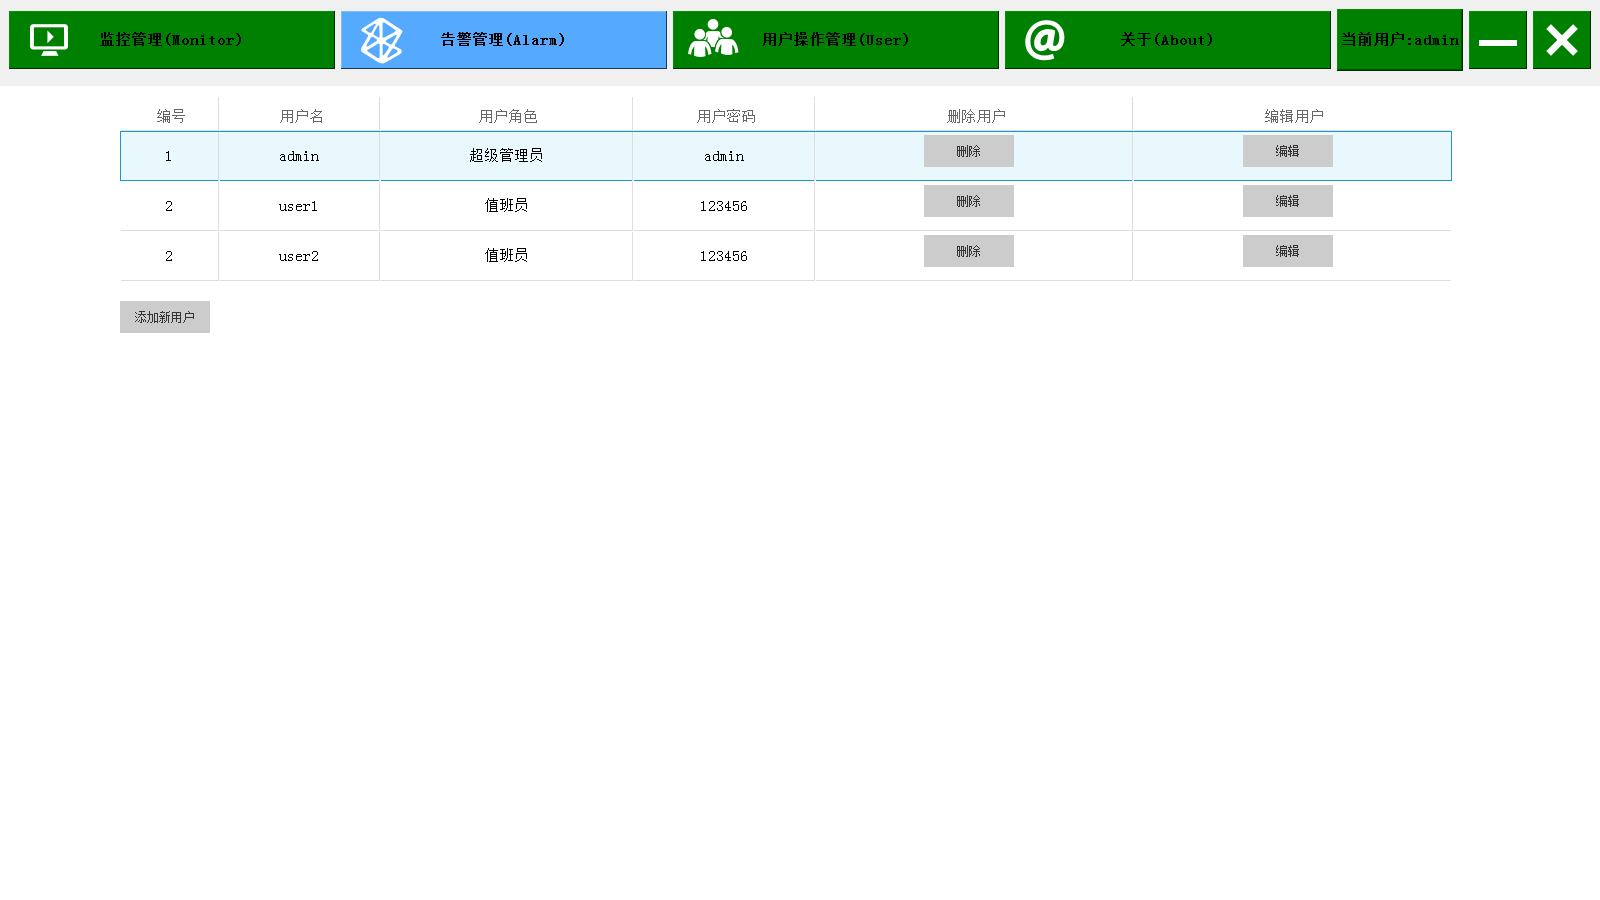 监控管理(Monitor) 告警管理(Alarm) 用户操作管理(User) 关于(About) 当前用户:admin
编号 用户名 用户角色 用户密码 删除用户 编辑用户
1 admin 超级管理员 admin 删除 编辑
2 user1 值班员 123456 删除 编辑
2 user2 值班员 123456 删除 编辑
添加新用户